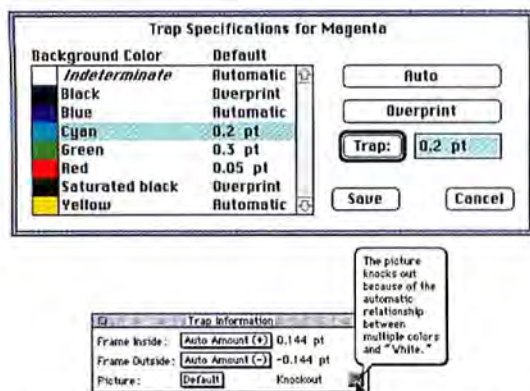 Trap Specifications for Magenta
Background Color Default
Indeterminate Automatic
Black Overprint
Blue Automatic
Cyan 0.2 pt
Green 0.3 pt
Red 0.05 pt
Saturated black Overprint
Yellow Automatic
Auto
Overprint
Trap: 0.2 pt
Save Cancel
The picture
knocks out
because of the
automatic
relationship
between
multiple colors
and "White."
Trap Information
Frame Inside: Auto Amount (+) 0.144 pt
Frame Outside: Auto Amount (-) -0.144 pt
Picture: Default Knockout